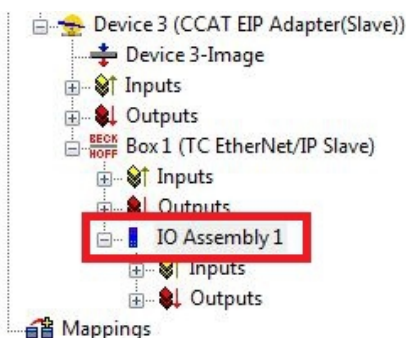 Device 3 (CCAT EIP Adapter(Slave))
Device 3-Image
Inputs
Outputs
BECK
HOFF
Box 1 (TC EtherNet/IP Slave)
Inputs
Outputs
IO Assembly 1
Inputs
Outputs
Mappings